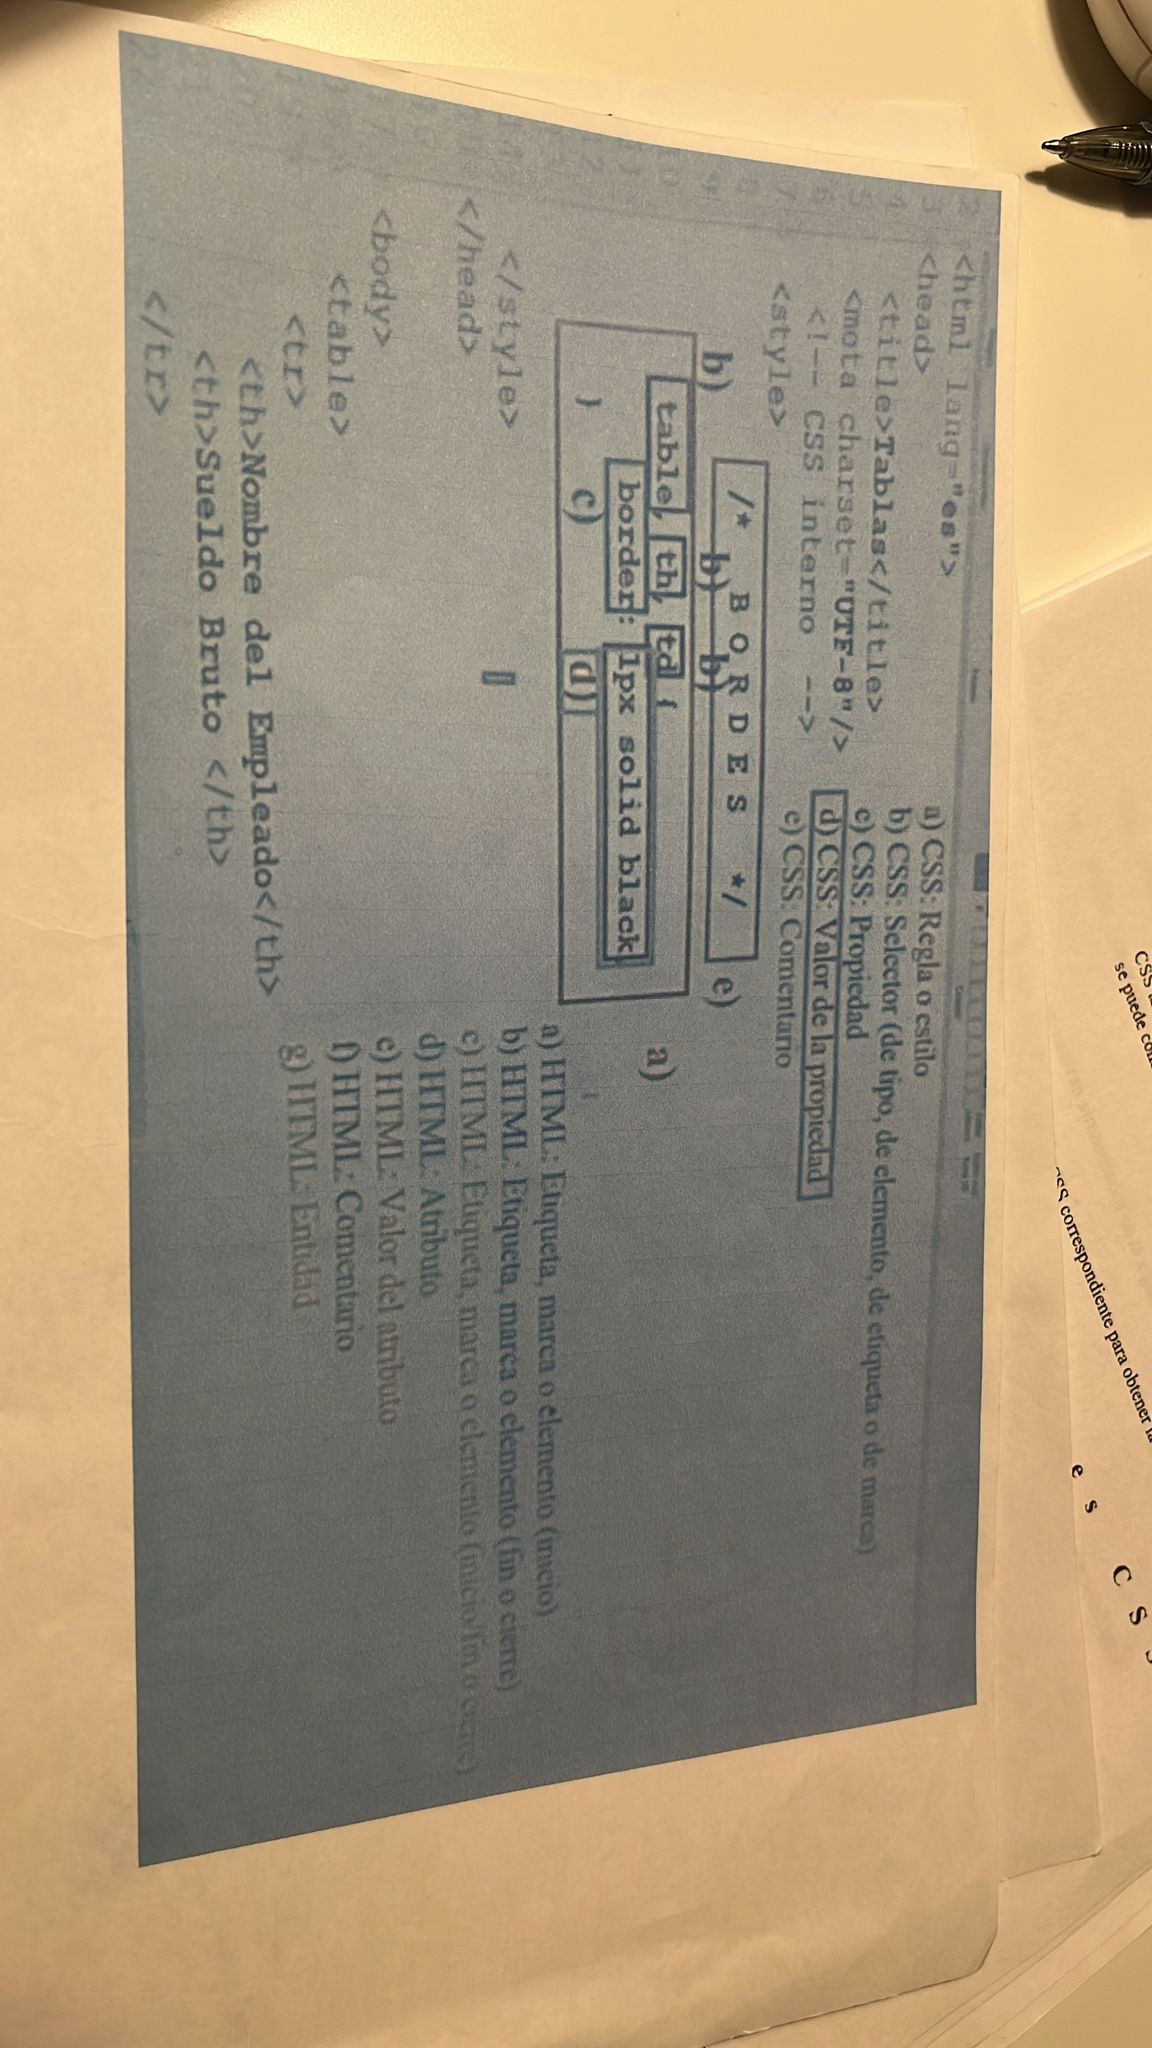 CSS
se puede
CSS correspondiente para obtener
e s C S S
<html lang="es">
<head>
<title>Tablas</title>
<mota charset="UTF-8"/>
<!-- CSS interno -->
<style>
a) CSS: Regla o estilo
b) CSS: Selector (de tipo, de elemento, de etiqueta o de marca)
c) CSS: Propiedad
d) CSS: Valor de la propiedad
e) CSS: Comentario
/* B O R D E S */
e)
b) b) b)
table, th, td {
a)
border: 1px solid black
} c) d)
</style>
</head>
a) HTML: Etiqueta, marca o elemento (inicio)
b) HTML: Etiqueta, marca o elemento (fin o cierre)
c) HTML: Etiqueta, marca o elemento (inicio/fin o cierre)
d) HTML: Atributo
e) HTML: Valor del atributo
f) HTML: Comentario
g) HTML: Entidad
<body>
<table>
<tr>
<th>Nombre del Empleado</th>
<th>Sueldo Bruto </th>
</tr>